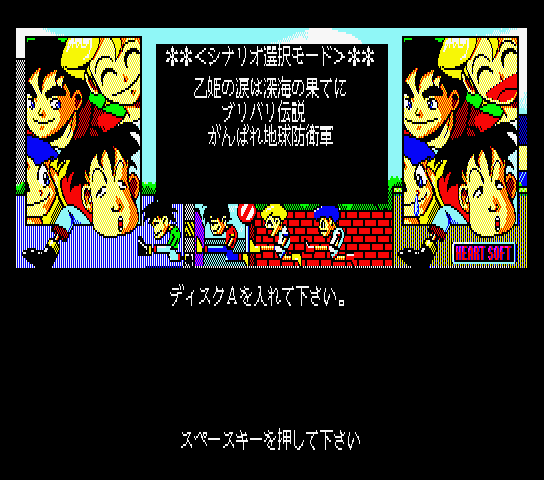 **<シナリオ選択モード>**
乙姫の涙は深海の果てに
ブリバリ伝説
がんばれ地球防衛軍
HEART SOFT
ディスクAを入れて下さい。
スペースキーを押して下さい